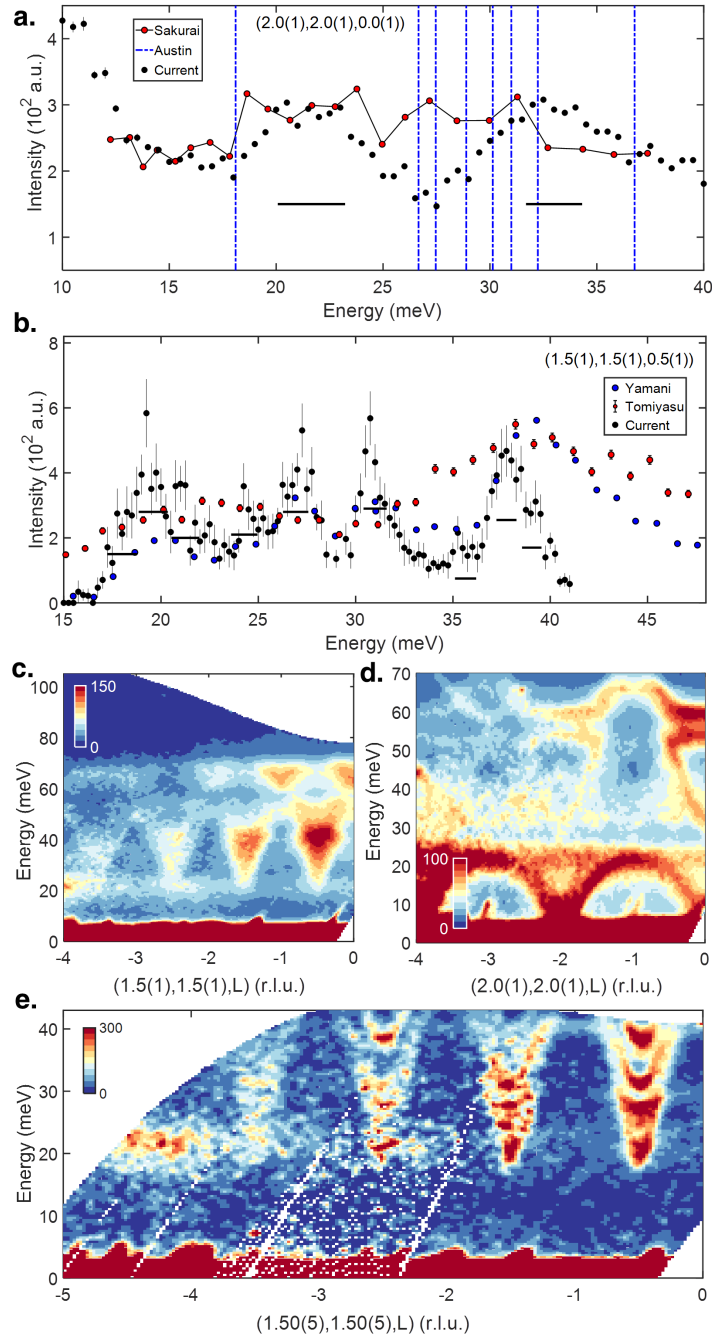 a.
Intensity (10² a.u.)
4
3
2
1
Sakurai
Austin
Current
(2.0(1),2.0(1),0.0(1))
10 15 20 25 30 35 40
Energy (meV)
b.
Intensity (10² a.u.)
8
6
4
2
0
(1.5(1),1.5(1),0.5(1))
Yamani
Tomiyasu
Current
15 20 25 30 35 40 45
Energy (meV)
c.
Energy (meV)
100
80
60
40
20
0
150
0
-4 -3 -2 -1 0
(1.5(1),1.5(1),L) (r.l.u.)
d.
Energy (meV)
70
60
50
40
30
20
10
0
100
0
-4 -3 -2 -1 0
(2.0(1),2.0(1),L) (r.l.u.)
e.
Energy (meV)
40
30
20
10
0
300
0
-5 -4 -3 -2 -1 0
(1.50(5),1.50(5),L) (r.l.u.)